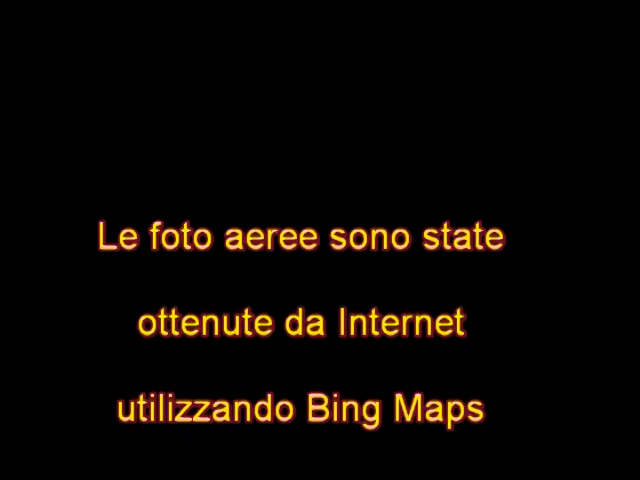 Le foto aeree sono state
ottenute da Internet
utilizzando Bing Maps